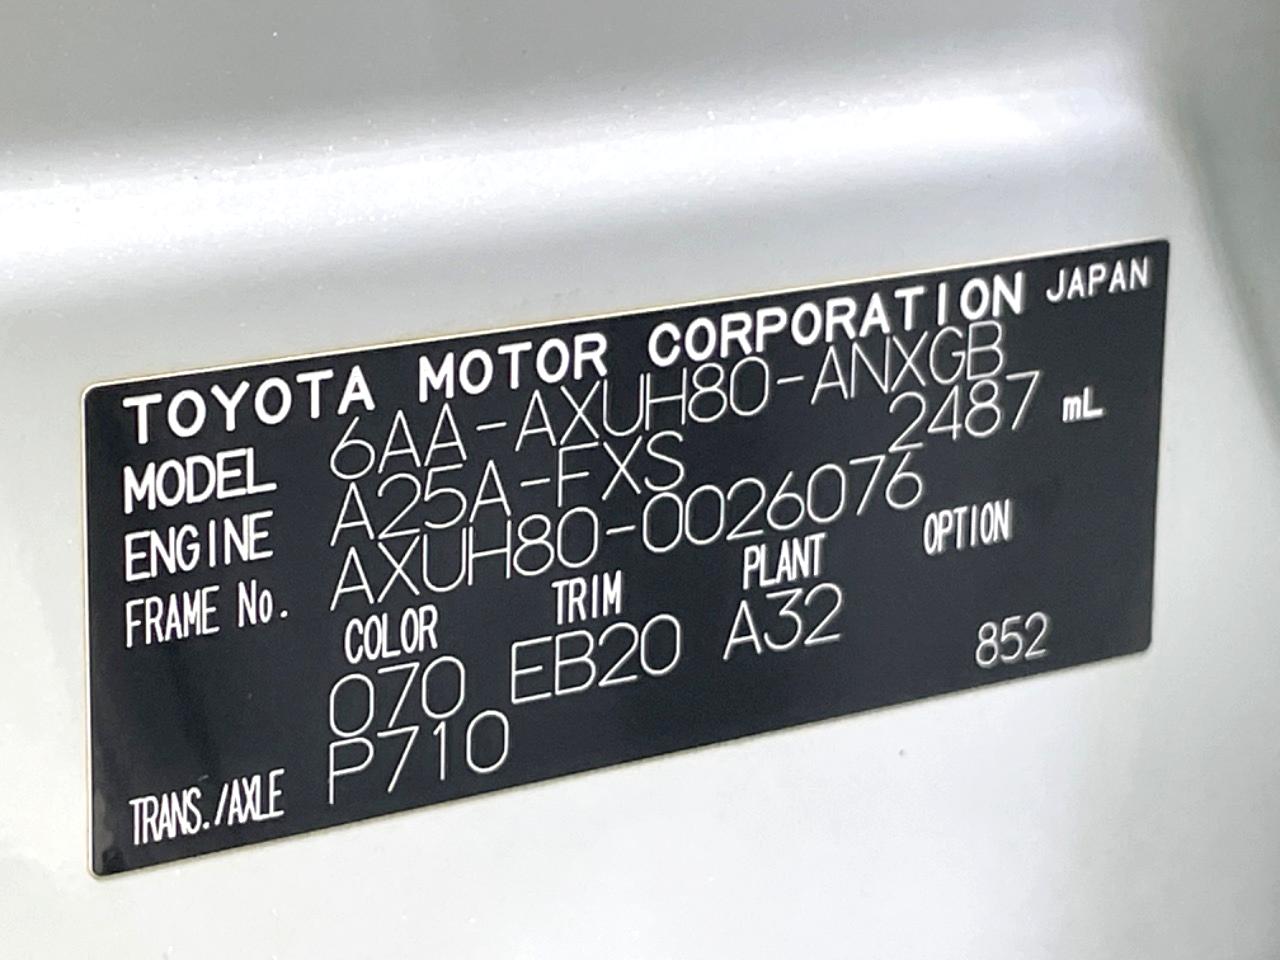 TOYOTA MOTOR CORPORATION JAPAN
MODEL 6AA-AXUH80-ANXGB
ENGINE A25A-FXS 2487 mL
FRAME No. AXUH80-0026076
COLOR TRIM PLANT OPTION
070 EB20 A32
852
TRANS./AXLE P710